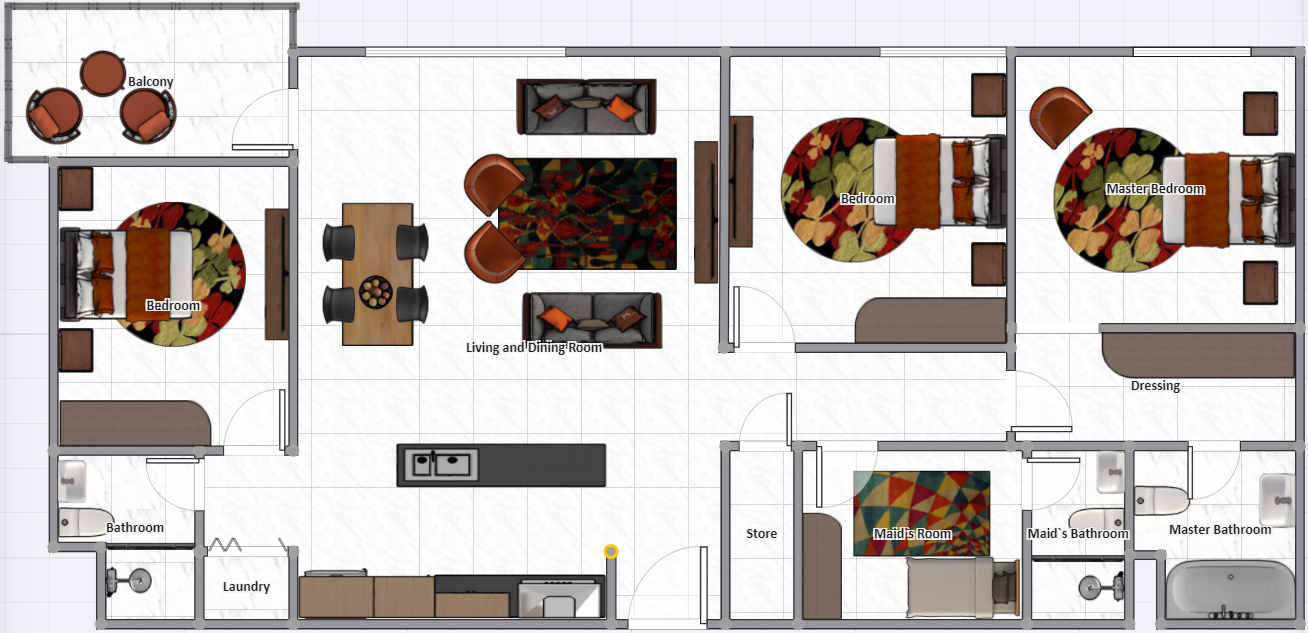 Balcony
Bedroom
Master Bedroom
Bedroom
Living and Dining Room
Dressing
Bathroom
Store
Maid's Room
Maid`s Bathroom
Master Bathroom
Laundry